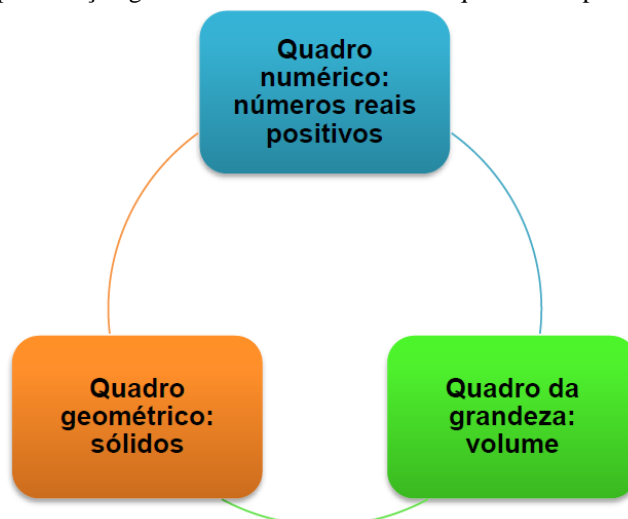 Quadro
numérico:
números reais
positivos
Quadro
geométrico:
sólidos
Quadro da
grandeza:
volume